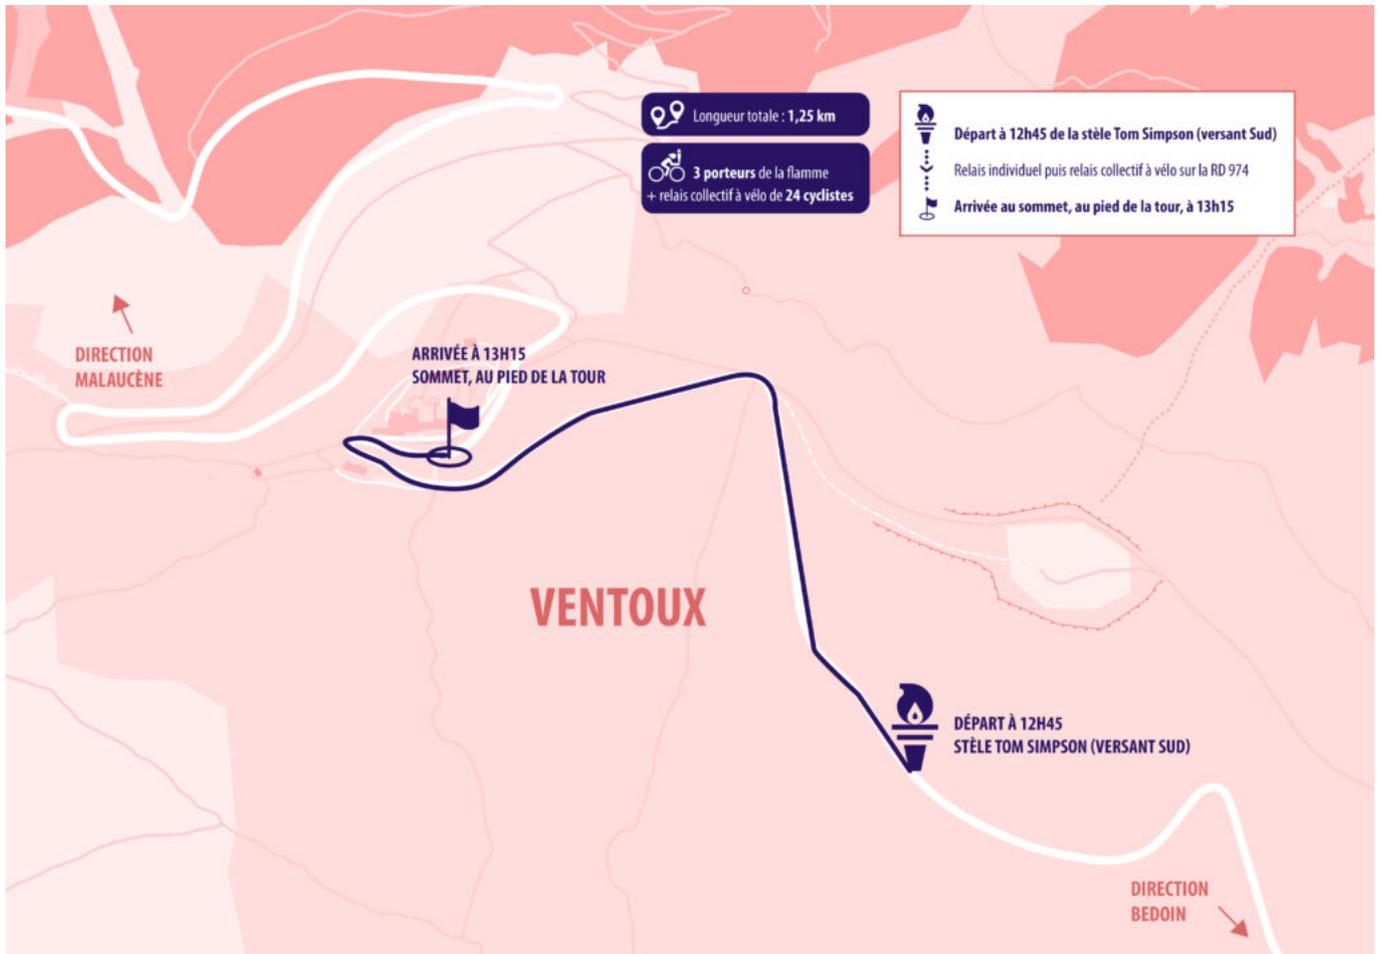 Longueur totale : 1,25 km
3 porteurs de la flamme
+ relais collectif à vélo de 24 cyclistes
Départ à 12h45 de la stèle Tom Simpson (versant Sud)
Relais individuel puis relais collectif à vélo sur la RD 974
Arrivée au sommet, au pied de la tour, à 13h15
DIRECTION
MALAUCÈNE
ARRIVÉE À 13H15
SOMMET, AU PIED DE LA TOUR
VENTOUX
DÉPART À 12H45
STÈLE TOM SIMPSON (VERSANT SUD)
DIRECTION
BEDOIN